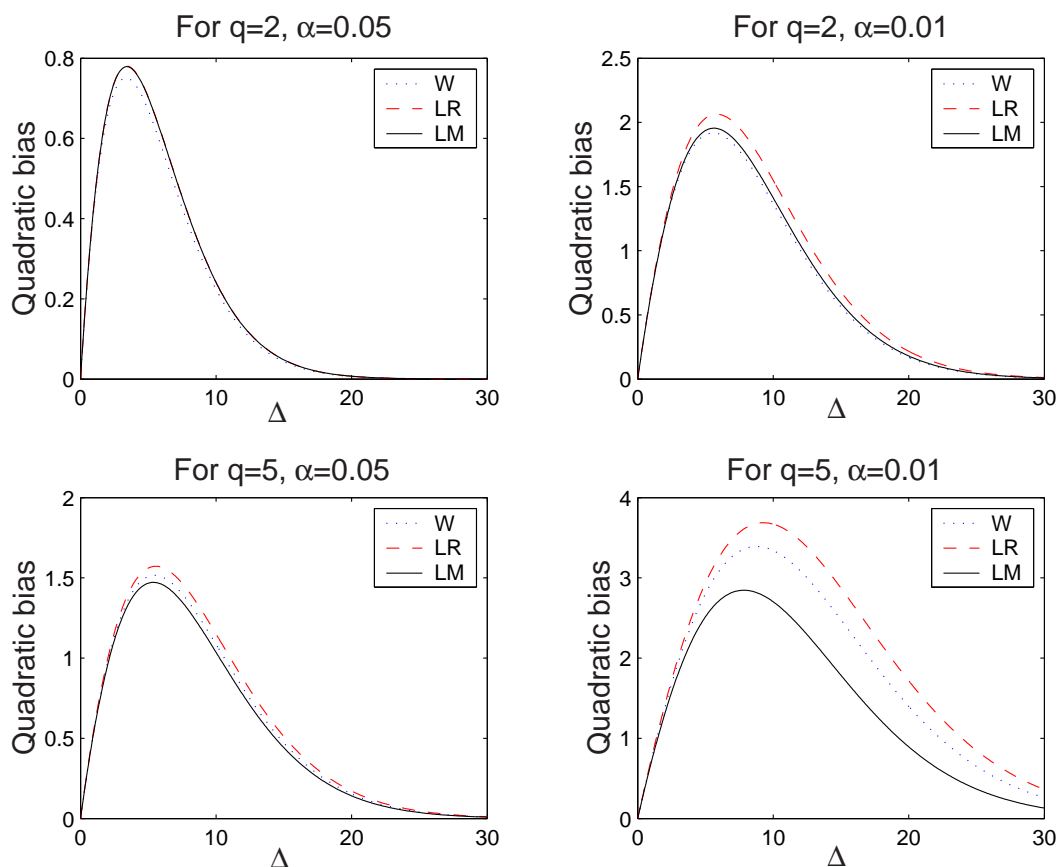 For q=2, α=0.05
Quadratic bias
0.8
0.6
0.4
0.2
0
0 10 20 30
Δ
W
LR
LM
For q=2, α=0.01
Quadratic bias
2.5
2
1.5
1
0.5
0
0 10 20 30
Δ
W
LR
LM
For q=5, α=0.05
Quadratic bias
2
1.5
1
0.5
0
0 10 20 30
Δ
W
LR
LM
For q=5, α=0.01
Quadratic bias
4
3
2
1
0
0 10 20 30
Δ
W
LR
LM